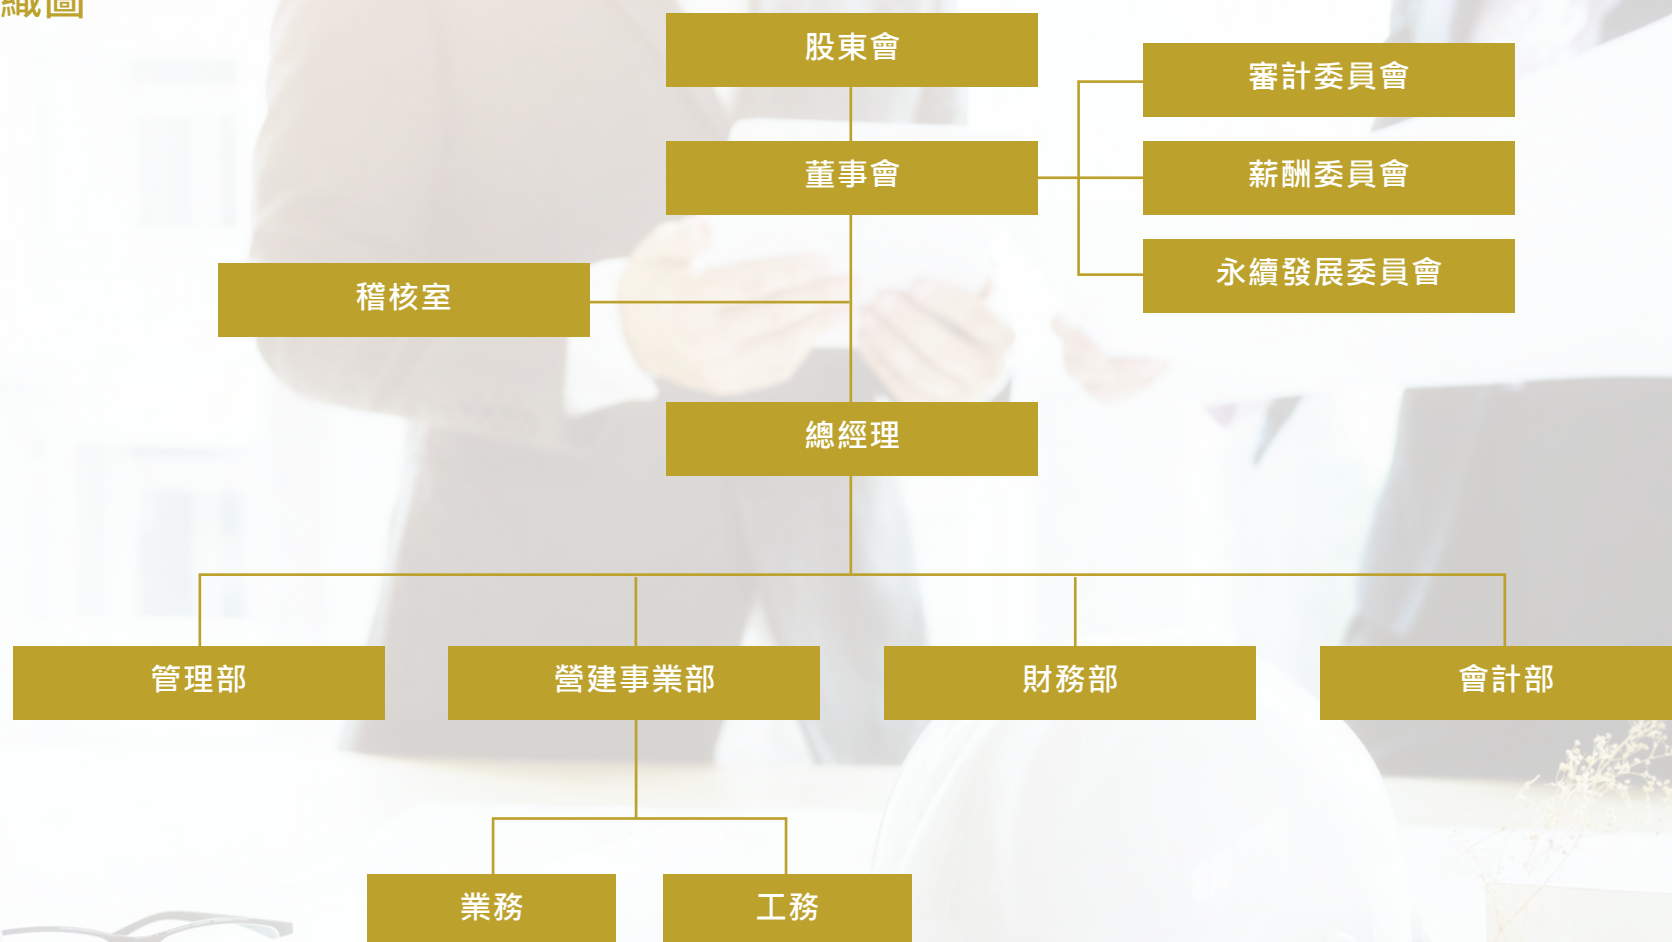 織圖
股東會
審計委員會
董事會
薪酬委員會
永續發展委員會
稽核室
總經理
管理部
營建事業部
財務部
會計部
業務
工務